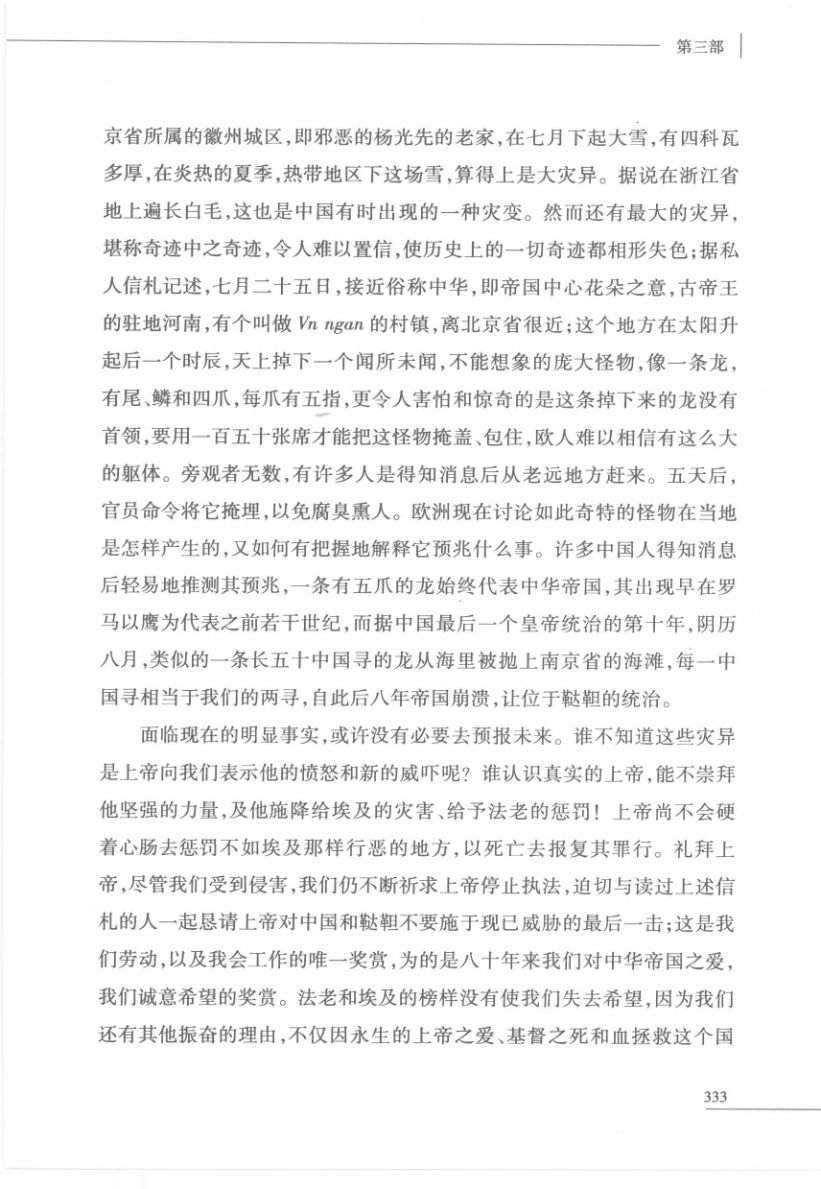 第三部
京省所属的徽州城区,即邪恶的杨光先的老家,在七月下起大雪,有四科瓦
多厚,在炎热的夏季,热带地区下这场雪,算得上是大灾异。据说在浙江省
地上遍长白毛,这也是中国有时出现的一种灾变。然而还有最大的灾异,
堪称奇迹中之奇迹,令人难以置信,使历史上的一切奇迹都相形失色;据私
人信札记述,七月二十五日,接近俗称中华,即帝国中心花朵之意,古帝王
的驻地河南,有个叫做 Vn ngan 的村镇,离北京省很近;这个地方在太阳升
起后一个时辰,天上掉下一个闻所未闻,不能想象的庞大怪物,像一条龙,
有尾、鳞和四爪,每爪有五指,更令人害怕和惊奇的是这条掉下来的龙没有
首领,要用一百五十张席才能把这怪物掩盖、包住,欧人难以相信有这么大
的躯体。旁观者无数,有许多人是得知消息后从老远地方赶来。五天后,
官员命令将它掩埋,以免腐臭熏人。欧洲现在讨论如此奇特的怪物在当地
是怎样产生的,又如何有把握地解释它预兆什么事。许多中国人得知消息
后轻易地推测其预兆,一条有五爪的龙始终代表中华帝国,其出现早在罗
马以鹰为代表之前若干世纪,而据中国最后一个皇帝统治的第十年,阴历
八月,类似的一条长五十中国寻的龙从海里被抛上南京省的海滩,每一中
国寻相当于我们的两寻,自此后八年帝国崩溃,让位于鞑靼的统治。
面临现在的明显事实,或许没有必要去预报未来。谁不知道这些灾异
是上帝向我们表示他的愤怒和新的威吓呢?谁认识真实的上帝,能不崇拜
他坚强的力量,及他施降给埃及的灾害、给予法老的惩罚!上帝尚不会硬
着心肠去惩罚不如埃及那样行恶的地方,以死亡去报复其罪行。礼拜上
帝,尽管我们受到侵害,我们仍不断祈求上帝停止执法,迫切与读过上述信
札的人一起恳请上帝对中国和鞑靼不要施于现已威胁的最后一击;这是我
们劳动,以及我会工作的唯一奖赏,为的是八十年来我们对中华帝国之爱,
我们诚意希望的奖赏。法老和埃及的榜样没有使我们失去希望,因为我们
还有其他振奋的理由,不仅因永生的上帝之爱、基督之死和血拯救这个国
333